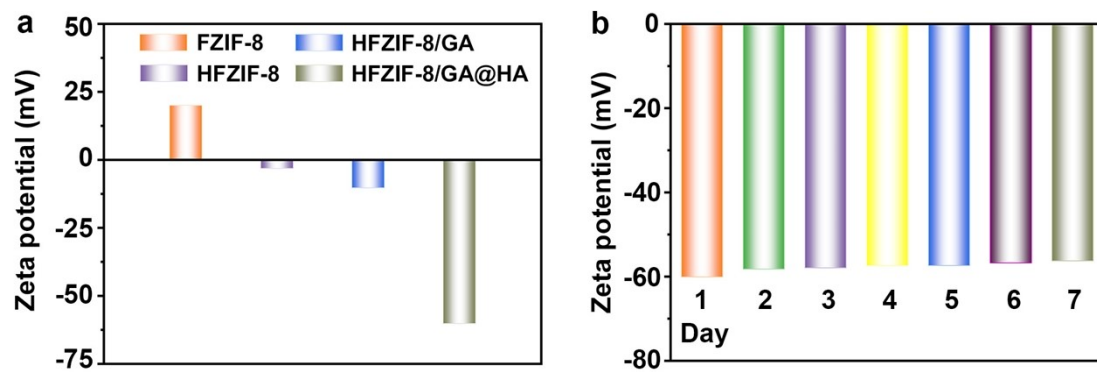 a
50
25
0
-25
-50
-75
Zeta potential (mV)
FZIF-8
HFZIF-8/GA
HFZIF-8
HFZIF-8/GA@HA
b
0
-20
-40
-60
-80
Zeta potential (mV)
1 2 3 4 5 6 7
Day